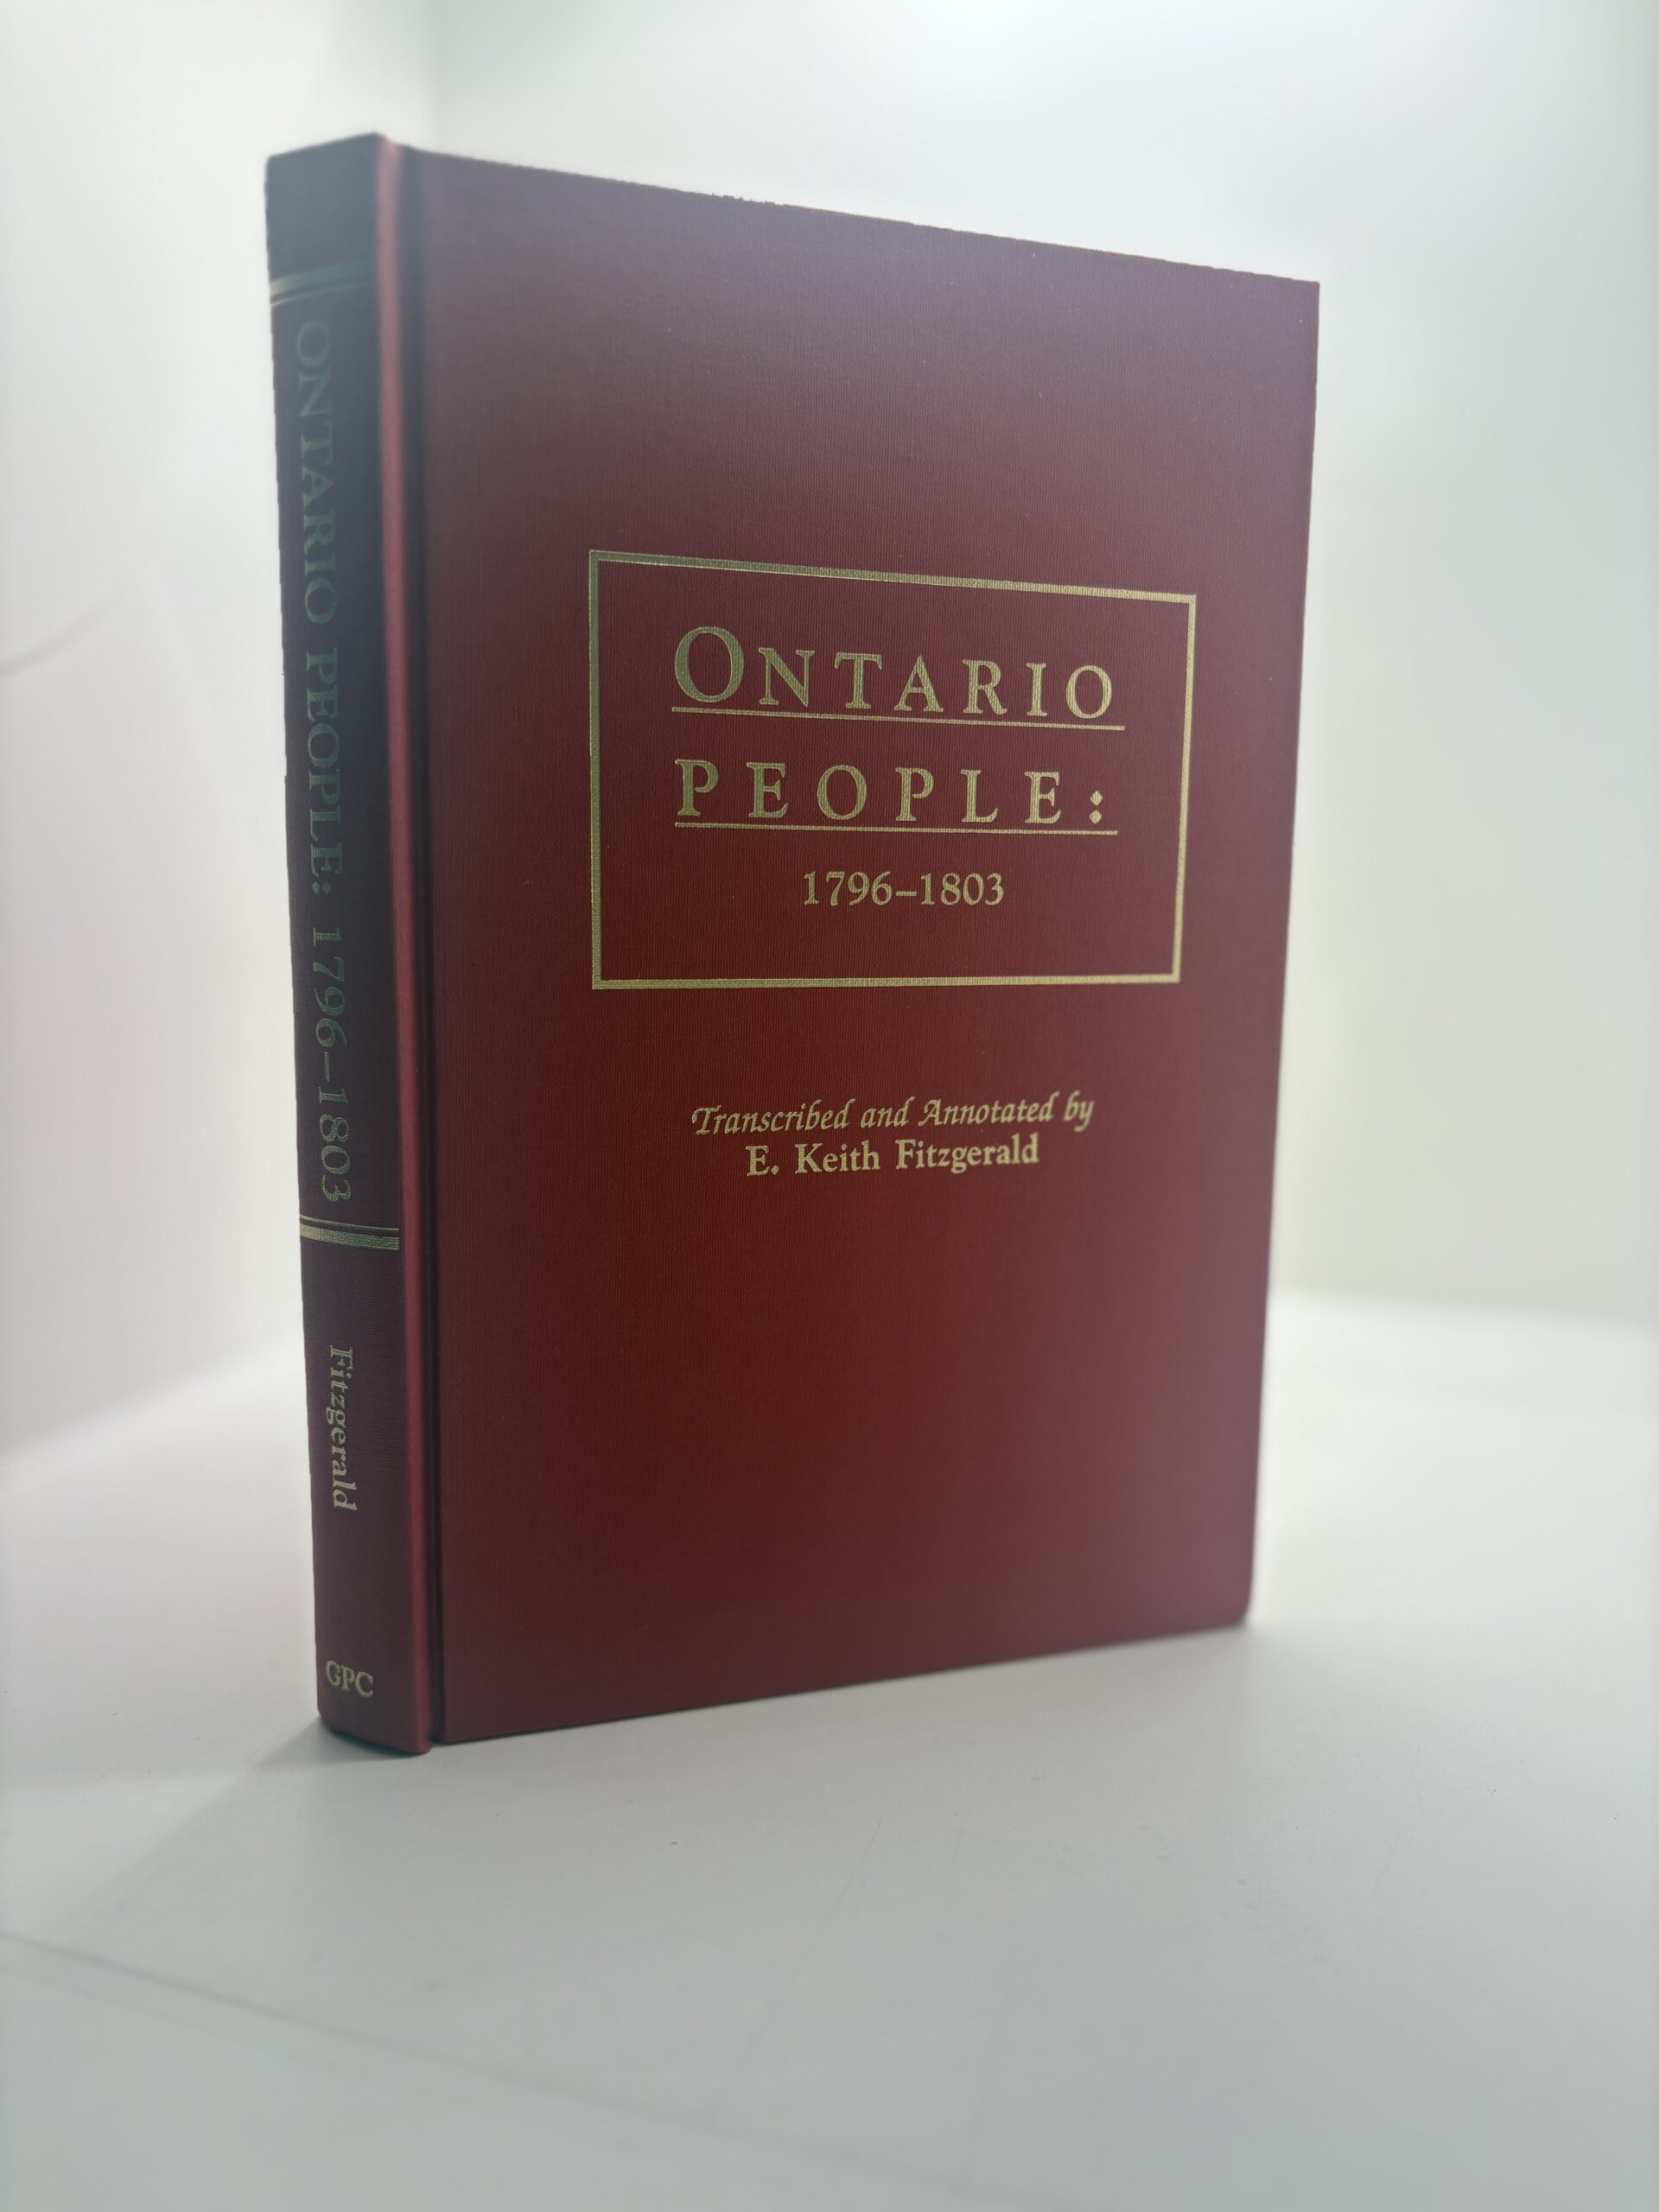 ONTARIO PEOPLE: 1796–1803
Fitzgerald
GPC
ONTARIO
PEOPLE:
1796–1803
Transcribed and Annotated by
E. Keith Fitzgerald